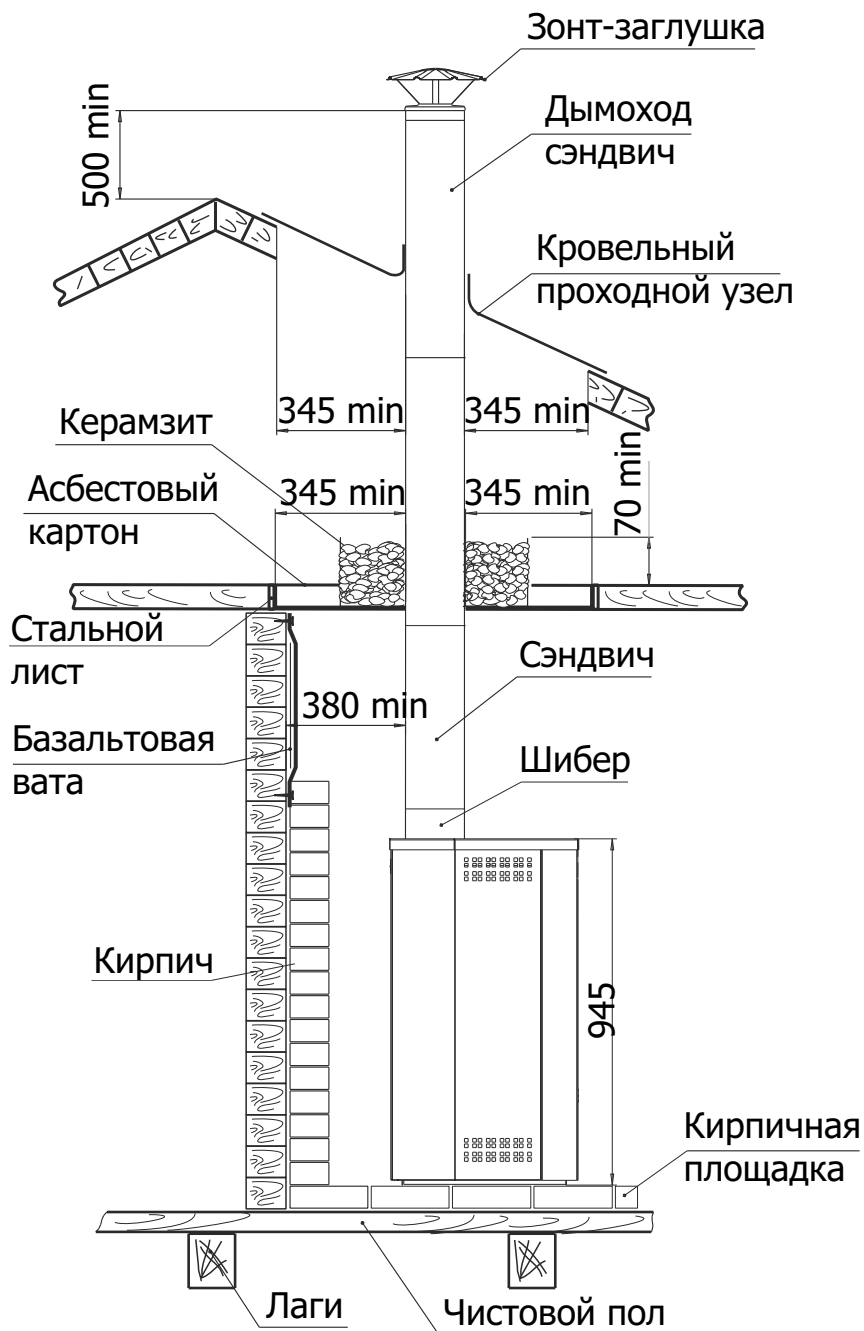 Зонт-заглушка
500 min
Дымоход
сэндвич
Кровельный
проходной узел
345 min
345 min
Керамзит
70 min
Асбестовый
картон
345 min
345 min
Стальной
лист
Сэндвич
380 min
Базальтовая
вата
Шибер
Кирпич
945
Кирпичная
площадка
Лаги
Чистовой пол